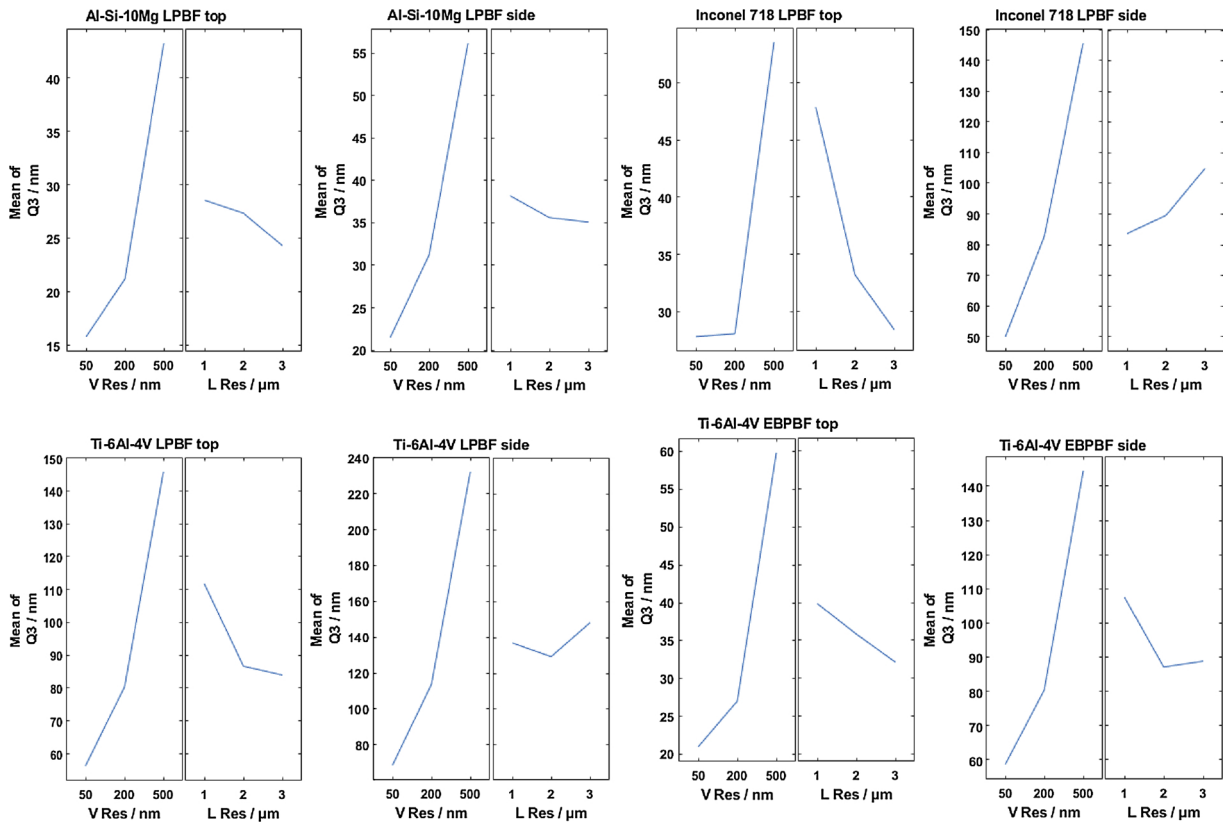 Al-Si-10Mg LPBF top
Mean of
Q3 / nm
40
35
30
25
20
15
50 200 500
V Res / nm
1 2 3
L Res / µm
Al-Si-10Mg LPBF side
Mean of
Q3 / nm
55
50
45
40
35
30
25
20
50 200 500
V Res / nm
1 2 3
L Res / µm
Inconel 718 LPBF top
Mean of
Q3 / nm
50
45
40
35
30
50 200 500
V Res / nm
1 2 3
L Res / µm
Inconel 718 LPBF side
Mean of
Q3 / nm
150
140
130
120
110
100
90
80
70
60
50
50 200 500
V Res / nm
1 2 3
L Res / µm
Ti-6Al-4V LPBF top
Mean of
Q3 / nm
150
140
130
120
110
100
90
80
70
60
50 200 500
V Res / nm
1 2 3
L Res / µm
Ti-6Al-4V LPBF side
Mean of
Q3 / nm
240
220
200
180
160
140
120
100
80
50 200 500
V Res / nm
1 2 3
L Res / µm
Ti-6Al-4V EBPBF top
Mean of
Q3 / nm
60
55
50
45
40
35
30
25
20
50 200 500
V Res / nm
1 2 3
L Res / µm
Ti-6Al-4V EBPBF side
Mean of
Q3 / nm
140
130
120
110
100
90
80
70
60
50 200 500
V Res / nm
1 2 3
L Res / µm